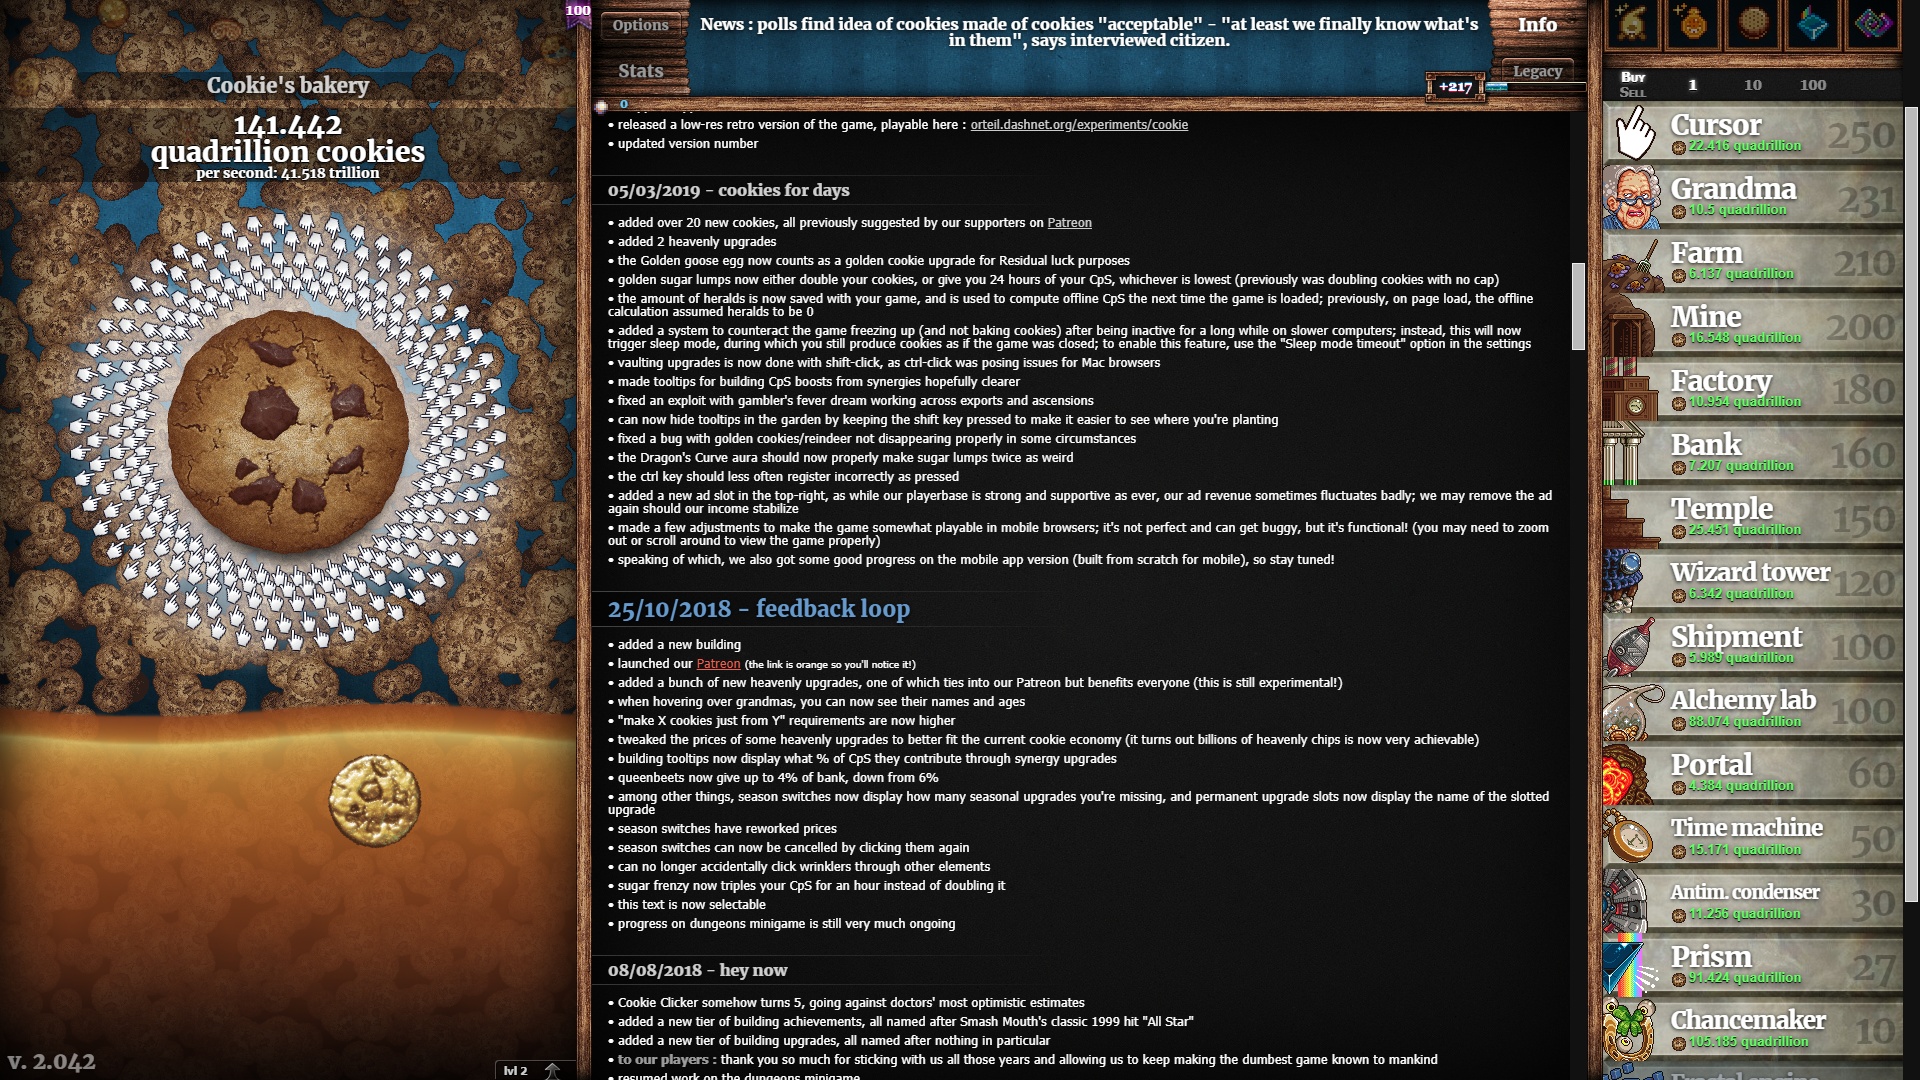 100
Options
Stats
News : polls find idea of cookies made of cookies "acceptable" - "at least we finally know what's
in them", says interviewed citizen.
Info
Legacy
+217
0
Cookie's bakery
141.442
quadrillion cookies
per second: 41.518 trillion
v. 2.042
lvl 2
• released a low-res retro version of the game, playable here : orteil.dashnet.org/experiments/cookie
• updated version number
05/03/2019 - cookies for days
• added over 20 new cookies, all previously suggested by our supporters on Patreon
• added 2 heavenly upgrades
• the Golden goose egg now counts as a golden cookie upgrade for Residual luck purposes
• golden sugar lumps now either double your cookies, or give you 24 hours of your CpS, whichever is lowest (previously was doubling cookies with no cap)
• the amount of heralds is now saved with your game, and is used to compute offline CpS the next time the game is loaded; previously, on page load, the offline
calculation assumed heralds to be 0
• added a system to counteract the game freezing up (and not baking cookies) after being inactive for a long while on slower computers; instead, this will now
trigger sleep mode, during which you still produce cookies as if the game was closed; to enable this feature, use the "Sleep mode timeout" option in the settings
• vaulting upgrades is now done with shift-click, as ctrl-click was posing issues for Mac browsers
• made tooltips for building CpS boosts from synergies hopefully clearer
• fixed an exploit with gambler's fever dream working across exports and ascensions
• can now hide tooltips in the garden by keeping the shift key pressed to make it easier to see where you're planting
• fixed a bug with golden cookies/reindeer not disappearing properly in some circumstances
• the Dragon's Curve aura should now properly make sugar lumps twice as weird
• the ctrl key should less often register incorrectly as pressed
• added a new ad slot in the top-right, as while our playerbase is strong and supportive as ever, our ad revenue sometimes fluctuates badly; we may remove the ad
again should our income stabilize
• made a few adjustments to make the game somewhat playable in mobile browsers; it's not perfect and can get buggy, but it's functional! (you may need to zoom
out or scroll around to view the game properly)
• speaking of which, we also got some good progress on the mobile app version (built from scratch for mobile), so stay tuned!
25/10/2018 - feedback loop
• added a new building
• launched our Patreon (the link is orange so you'll notice it!)
• added a bunch of new heavenly upgrades, one of which ties into our Patreon but benefits everyone (this is still experimental!)
• when hovering over grandmas, you can now see their names and ages
• "make X cookies just from Y" requirements are now higher
• tweaked the prices of some heavenly upgrades to better fit the current cookie economy (it turns out billions of heavenly chips is now very achievable)
• building tooltips now display what % of CpS they contribute through synergy upgrades
• queenbeets now give up to 4% of bank, down from 6%
• among other things, season switches now display how many seasonal upgrades you're missing, and permanent upgrade slots now display the name of the slotted
upgrade
• season switches have reworked prices
• season switches can now be cancelled by clicking them again
• can no longer accidentally click wrinklers through other elements
• sugar frenzy now triples your CpS for an hour instead of doubling it
• this text is now selectable
• progress on dungeons minigame is still very much ongoing
08/08/2018 - hey now
• Cookie Clicker somehow turns 5, going against doctors' most optimistic estimates
• added a new tier of building achievements, all named after Smash Mouth's classic 1999 hit "All Star"
• added a new tier of building upgrades, all named after nothing in particular
• to our players : thank you so much for sticking with us all those years and allowing us to keep making the dumbest game known to mankind
• resumed work on the dungeons minigame
Buy 1 10 100
Sell
Cursor 250
22.416 quadrillion
Grandma 231
10.5 quadrillion
Farm 210
6.137 quadrillion
Mine 200
16.548 quadrillion
Factory 180
10.954 quadrillion
Bank 160
7.207 quadrillion
Temple 150
25.451 quadrillion
Wizard tower 120
6.342 quadrillion
Shipment 100
5.989 quadrillion
Alchemy lab 100
88.074 quadrillion
Portal 60
4.384 quadrillion
Time machine 50
15.171 quadrillion
Antim. condenser 30
11.256 quadrillion
Prism 27
91.424 quadrillion
Chancemaker 10
105.185 quadrillion
Fractal engine